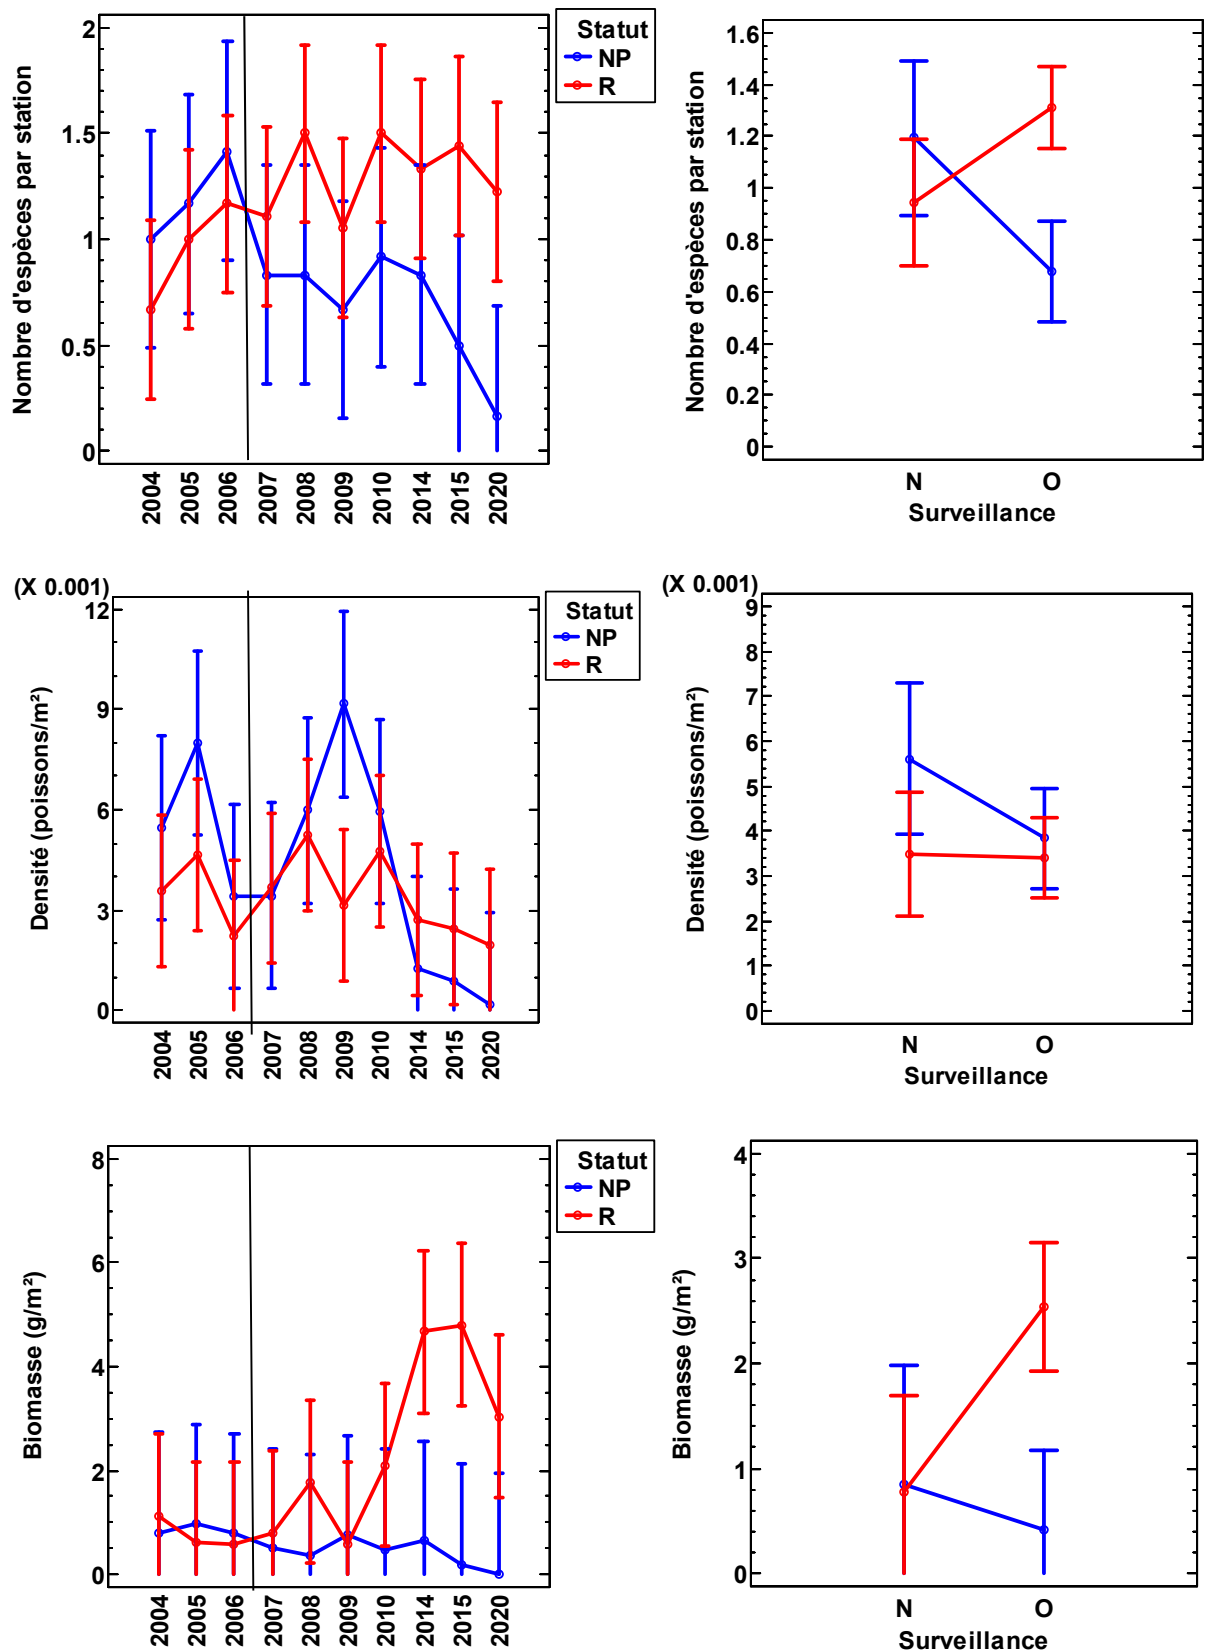 Nombre d'espèces par station
2
1.5
1
0.5
0
2004 2005 2006 2007 2008 2009 2010 2014 2015 2020
Statut
NP
R
Nombre d'espèces par station
1.6
1.4
1.2
1
0.8
0.6
0.4
0.2
0
N O
Surveillance
(X 0.001)
Densité (poissons/m²)
12
9
6
3
0
2004 2005 2006 2007 2008 2009 2010 2014 2015 2020
Statut
NP
R
(X 0.001)
Densité (poissons/m²)
9
8
7
6
5
4
3
2
1
0
N O
Surveillance
Biomasse (g/m²)
8
6
4
2
0
2004 2005 2006 2007 2008 2009 2010 2014 2015 2020
Statut
NP
R
Biomasse (g/m²)
4
3
2
1
0
N O
Surveillance